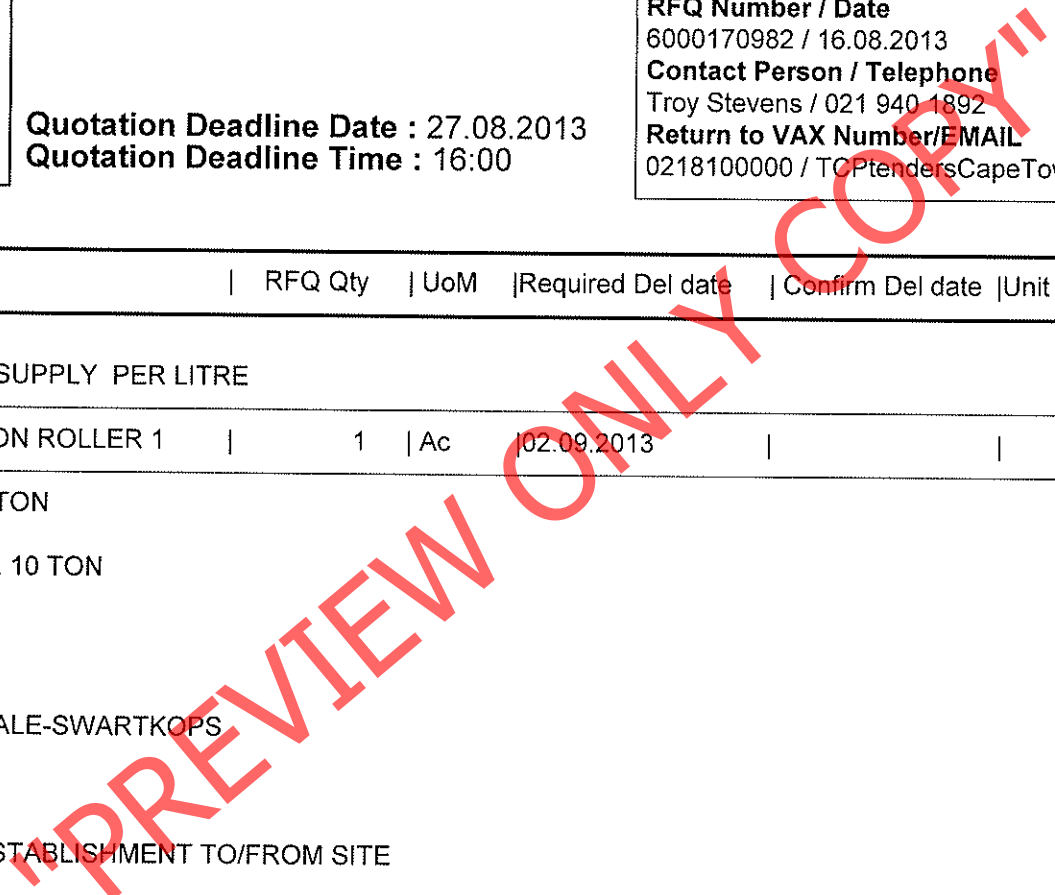 RFQ Number / Date
6000170982 / 16.08.2013
Contact Person / Telephone
Troy Stevens / 021 940 1892
Return to VAX Number/EMAIL
0218100000 / TCPtendersCapeTow
Quotation Deadline Date : 27.08.2013
Quotation Deadline Time : 16:00
| RFQ Qty | UoM |Required Del date | Confirm Del date |Unit
SUPPLY PER LITRE
ON ROLLER 1 | 1 | Ac |02.09.2013 | |
TON
10 TON
ALE-SWARTKOPS
STABLISHMENT TO/FROM SITE
"PREVIEW ONLY COPY"